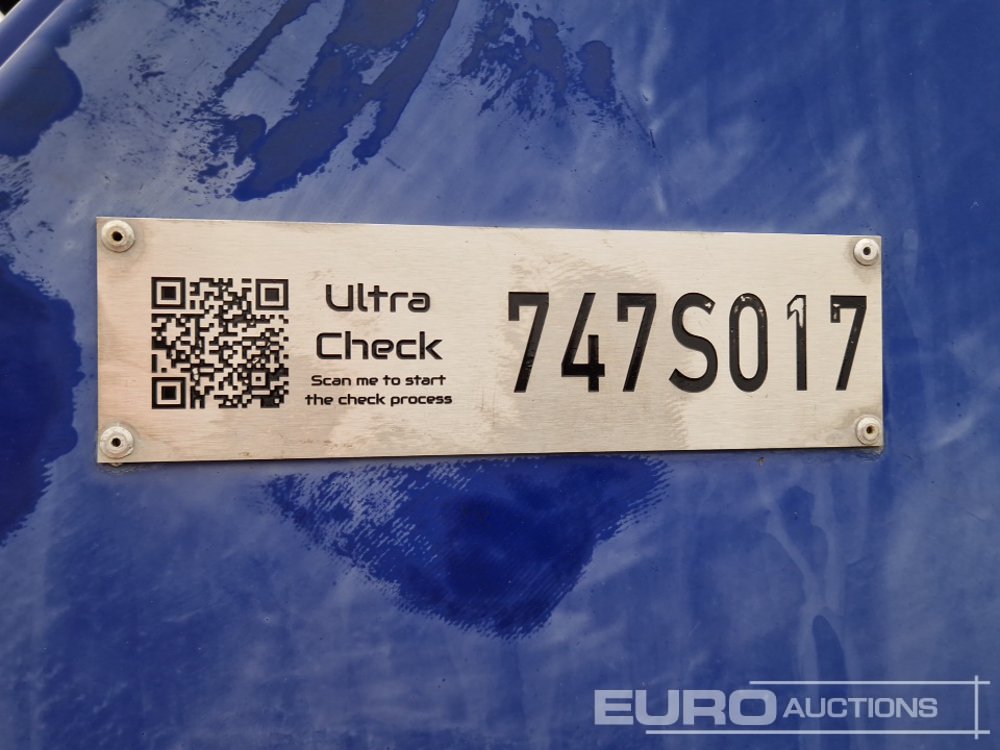 Ultra
Check
Scan me to start
the check process
747S017
EURO AUCTIONS